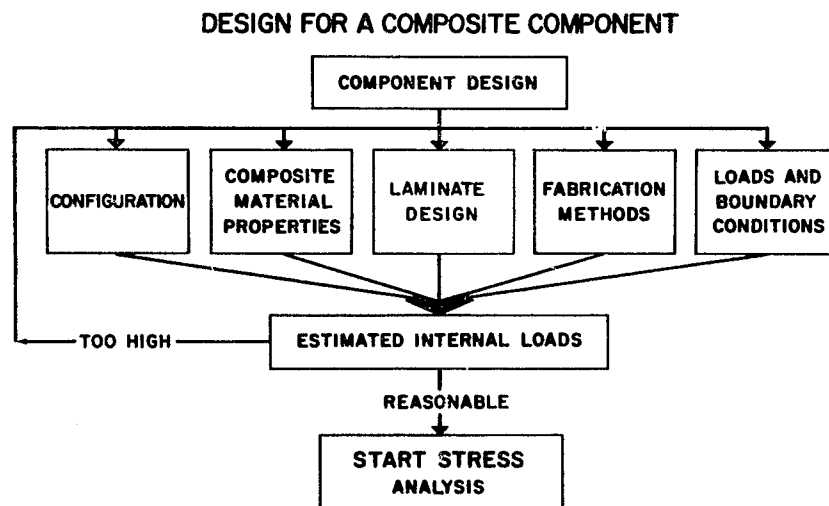 DESIGN FOR A COMPOSITE COMPONENT
COMPONENT DESIGN
CONFIGURATION
COMPOSITE
MATERIAL
PROPERTIES
LAMINATE
DESIGN
FABRICATION
METHODS
LOADS AND
BOUNDARY
CONDITIONS
TOO HIGH
ESTIMATED INTERNAL LOADS
REASONABLE
START STRESS
ANALYSIS